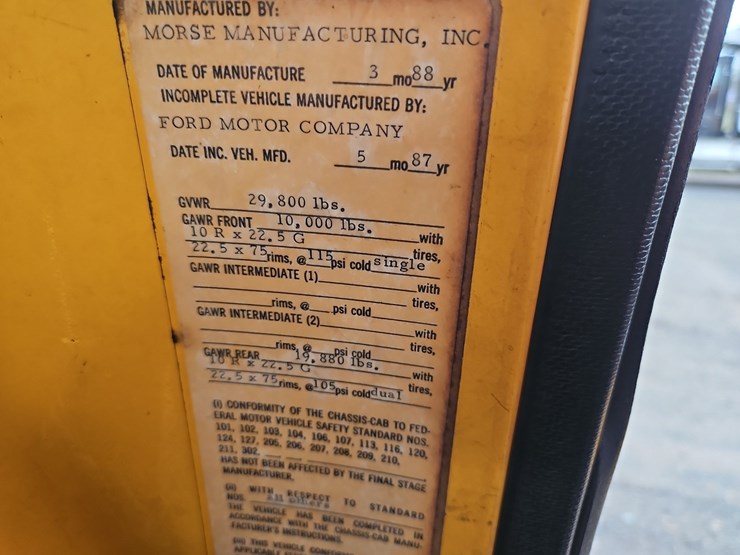 MANUFACTURED BY:
MORSE MANUFACTURING, INC.
DATE OF MANUFACTURE 3 mo 88 yr
INCOMPLETE VEHICLE MANUFACTURED BY:
FORD MOTOR COMPANY
DATE INC. VEH. MFD. 5 mo 87 yr
GVWR 29,800 lbs.
GAWR FRONT 10,000 lbs. with
10 R x 22.5 G tires,
22.5 x 75 rims, @ 115 psi cold single
GAWR INTERMEDIATE (1) with
tires,
rims, @ psi cold
GAWR INTERMEDIATE (2) with
tires,
rims, @ psi cold
GAWR REAR 19,880 lbs. with
10 R x 22.5 G tires,
22.5 x 75 rims, @ 105 psi cold dual
(I) CONFORMITY OF THE CHASSIS-CAB TO FED-
ERAL MOTOR VEHICLE SAFETY STANDARD NOS.
101, 102, 103, 104, 106, 107, 113, 116, 120,
124, 127, 205, 206, 207, 208, 209, 210,
211, 302,
HAS NOT BEEN AFFECTED BY THE FINAL STAGE
MANUFACTURER.
(II) WITH RESPECT TO STANDARD
NOS. All Others
THE VEHICLE HAS BEEN COMPLETED IN
ACCORDANCE WITH THE CHASSIS CAB MANU-
FACTURER'S INSTRUCTIONS.
THIS VEHICLE